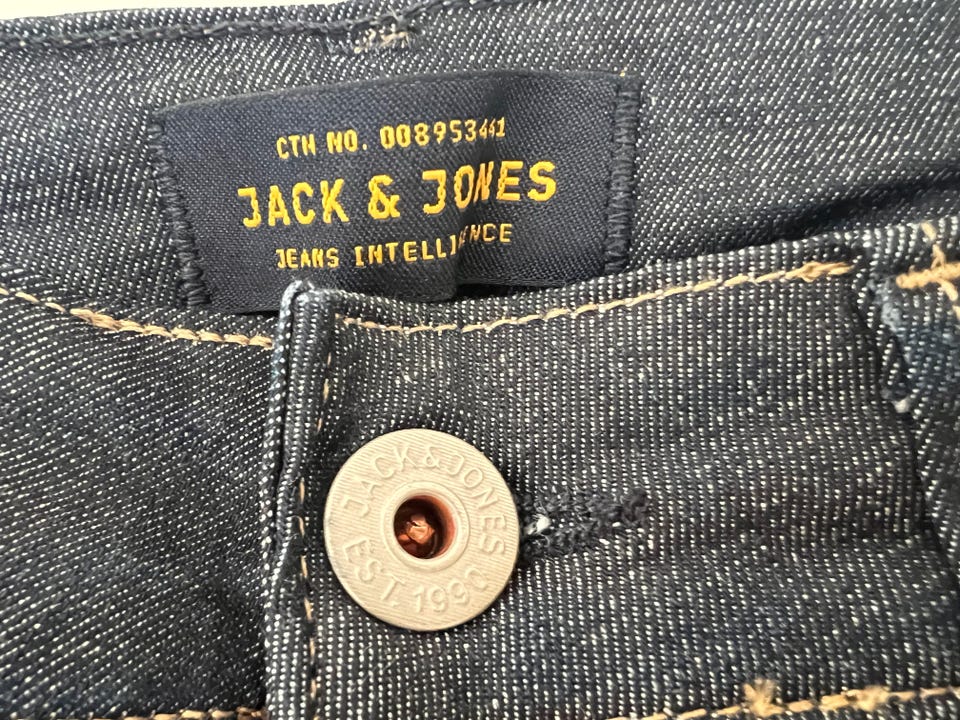 CTN NO. 008953441
JACK & JONES
JEANS INTELLIGENCE
JACK & JONES
EST. 1990